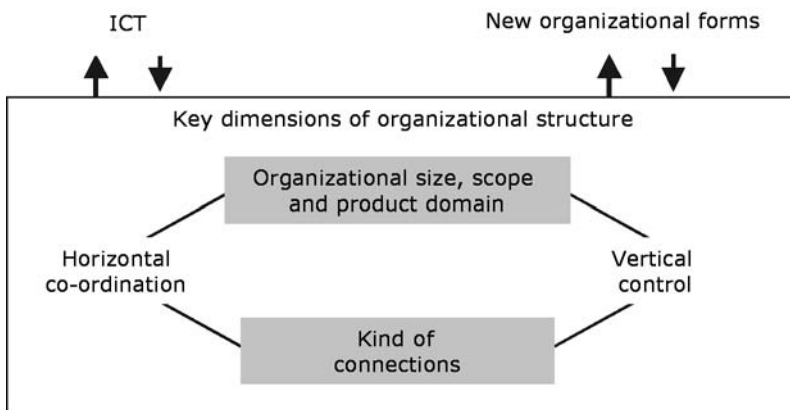 ICT
New organizational forms
Key dimensions of organizational structure
Organizational size, scope
and product domain
Horizontal
co-ordination
Vertical
control
Kind of
connections